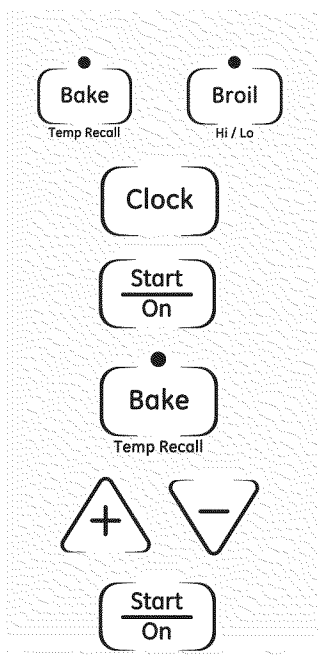 Bake Broil
Temp Recall Hi / Lo
Clock
Start
On
Bake
Temp Recall
+ −
Start
On